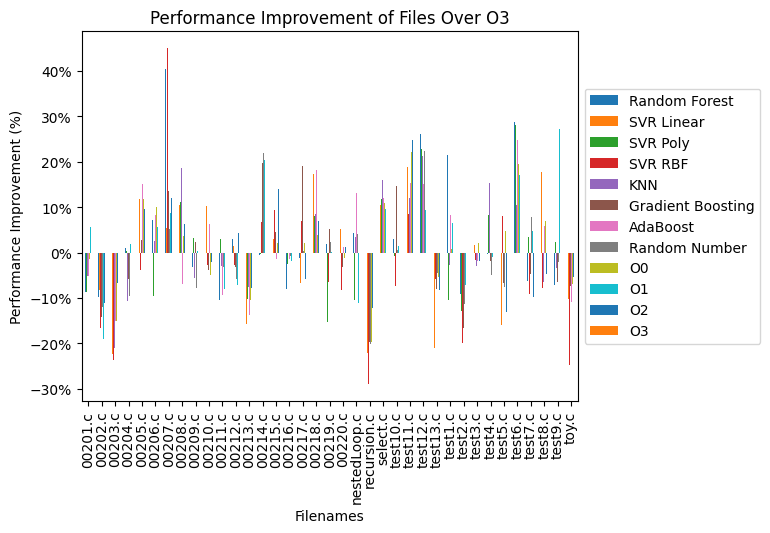 Performance Improvement of Files Over O3
Performance Improvement (%)
40%
30%
20%
10%
0%
−10%
−20%
−30%
00201.c
00202.c
00203.c
00204.c
00205.c
00206.c
00207.c
00208.c
00209.c
00210.c
00211.c
00212.c
00213.c
00214.c
00215.c
00216.c
00217.c
00218.c
00219.c
00220.c
nestedLoop.c
recursion.c
select.c
test10.c
test11.c
test12.c
test13.c
test1.c
test2.c
test3.c
test4.c
test5.c
test6.c
test7.c
test8.c
test9.c
toy.c
Filenames
Random Forest
SVR Linear
SVR Poly
SVR RBF
KNN
Gradient Boosting
AdaBoost
Random Number
O0
O1
O2
O3